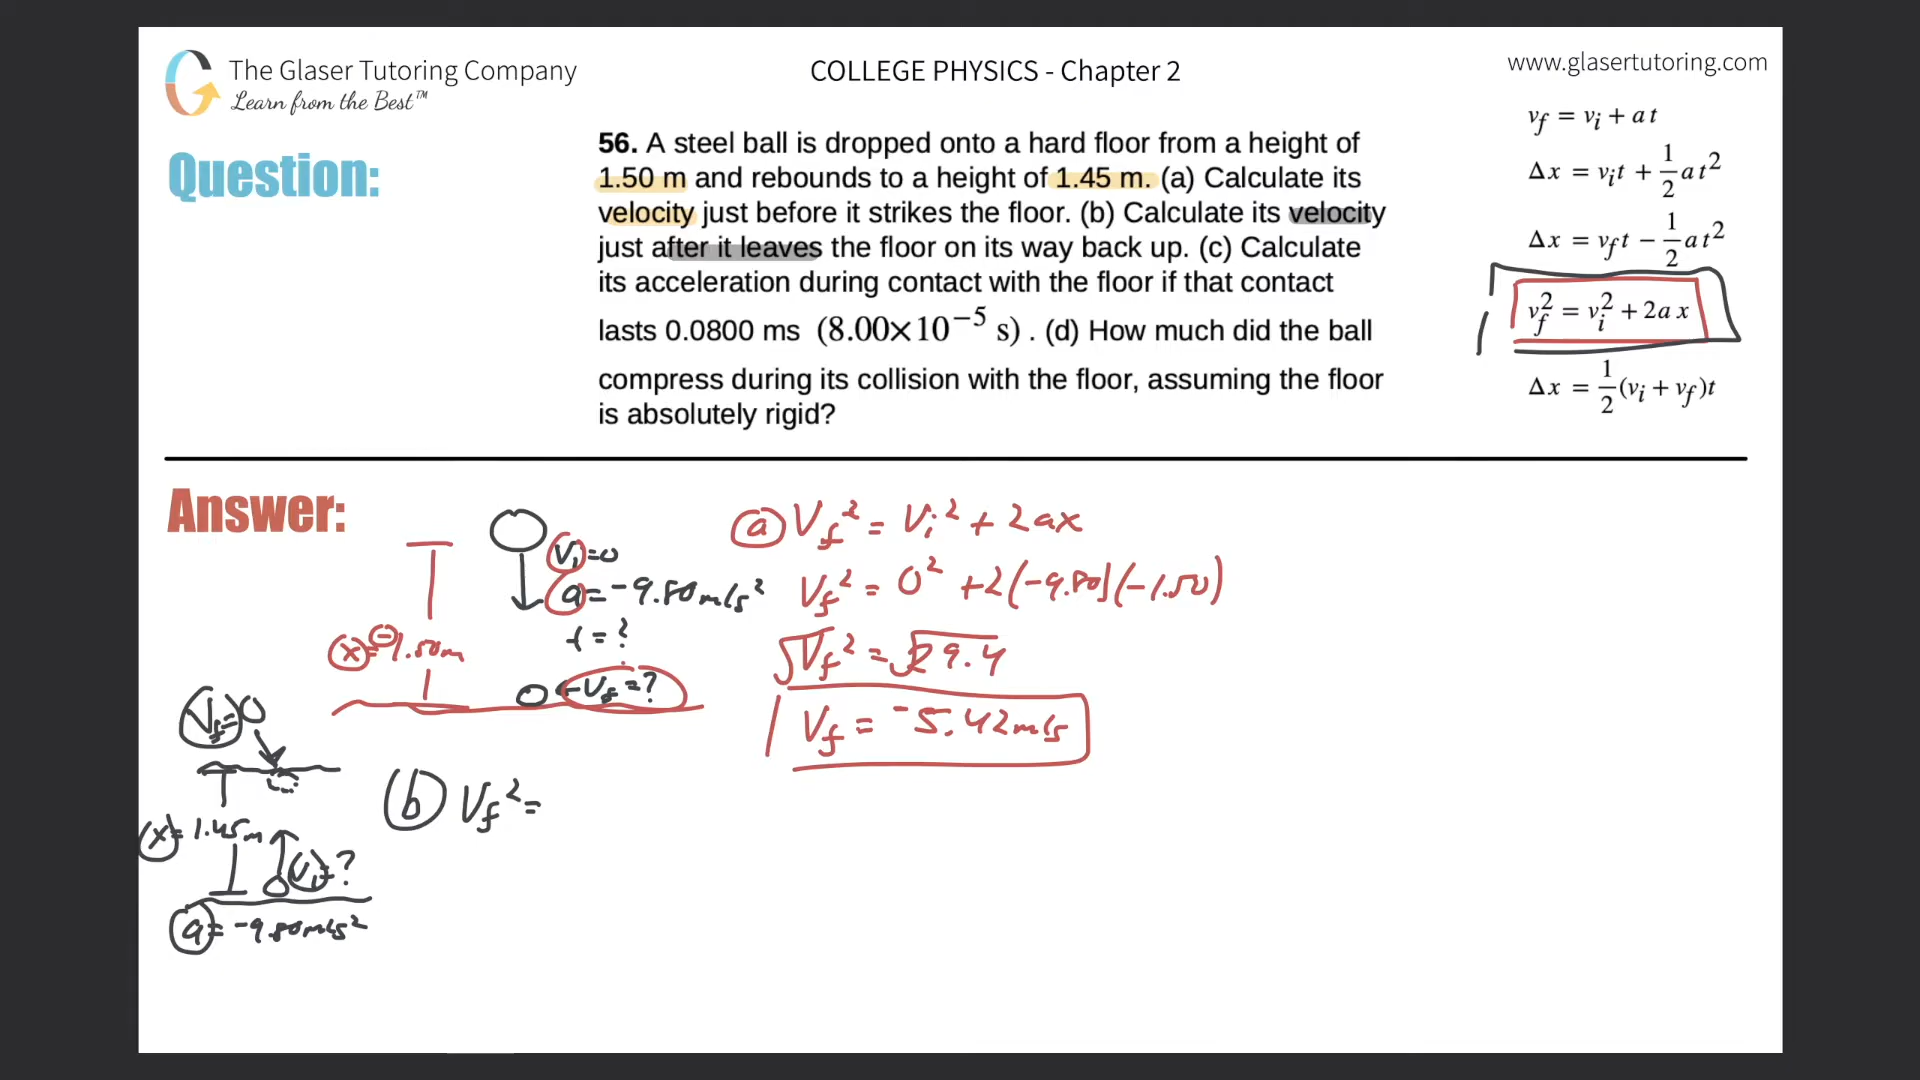 The Glaser Tutoring Company
Learn from the Best™
COLLEGE PHYSICS - Chapter 2
www.glasertutoring.com
Question:
56. A steel ball is dropped onto a hard floor from a height of
1.50 m and rebounds to a height of 1.45 m. (a) Calculate its
velocity just before it strikes the floor. (b) Calculate its velocity
just after it leaves the floor on its way back up. (c) Calculate
its acceleration during contact with the floor if that contact
lasts 0.0800 ms (8.00×10⁻⁵ s) . (d) How much did the ball
compress during its collision with the floor, assuming the floor
is absolutely rigid?
v_f = v_i + a t
Δx = v_i t + 1/2 a t²
Δx = v_f t − 1/2 a t²
v_f² = v_i² + 2a x
Δx = 1/2 (v_i + v_f)t
Answer:
v_i = 0
a = -9.80 m/s²
t = ?
x = -1.50m
V_f = ?
(a) V_f² = V_i² + 2ax
V_f² = 0² + 2(-9.80)(-1.50)
√V_f² = √29.4
V_f = -5.42 m/s
V_f = 0
x = 1.45m
V_i = ?
a = -9.80 m/s²
(b) V_f² =